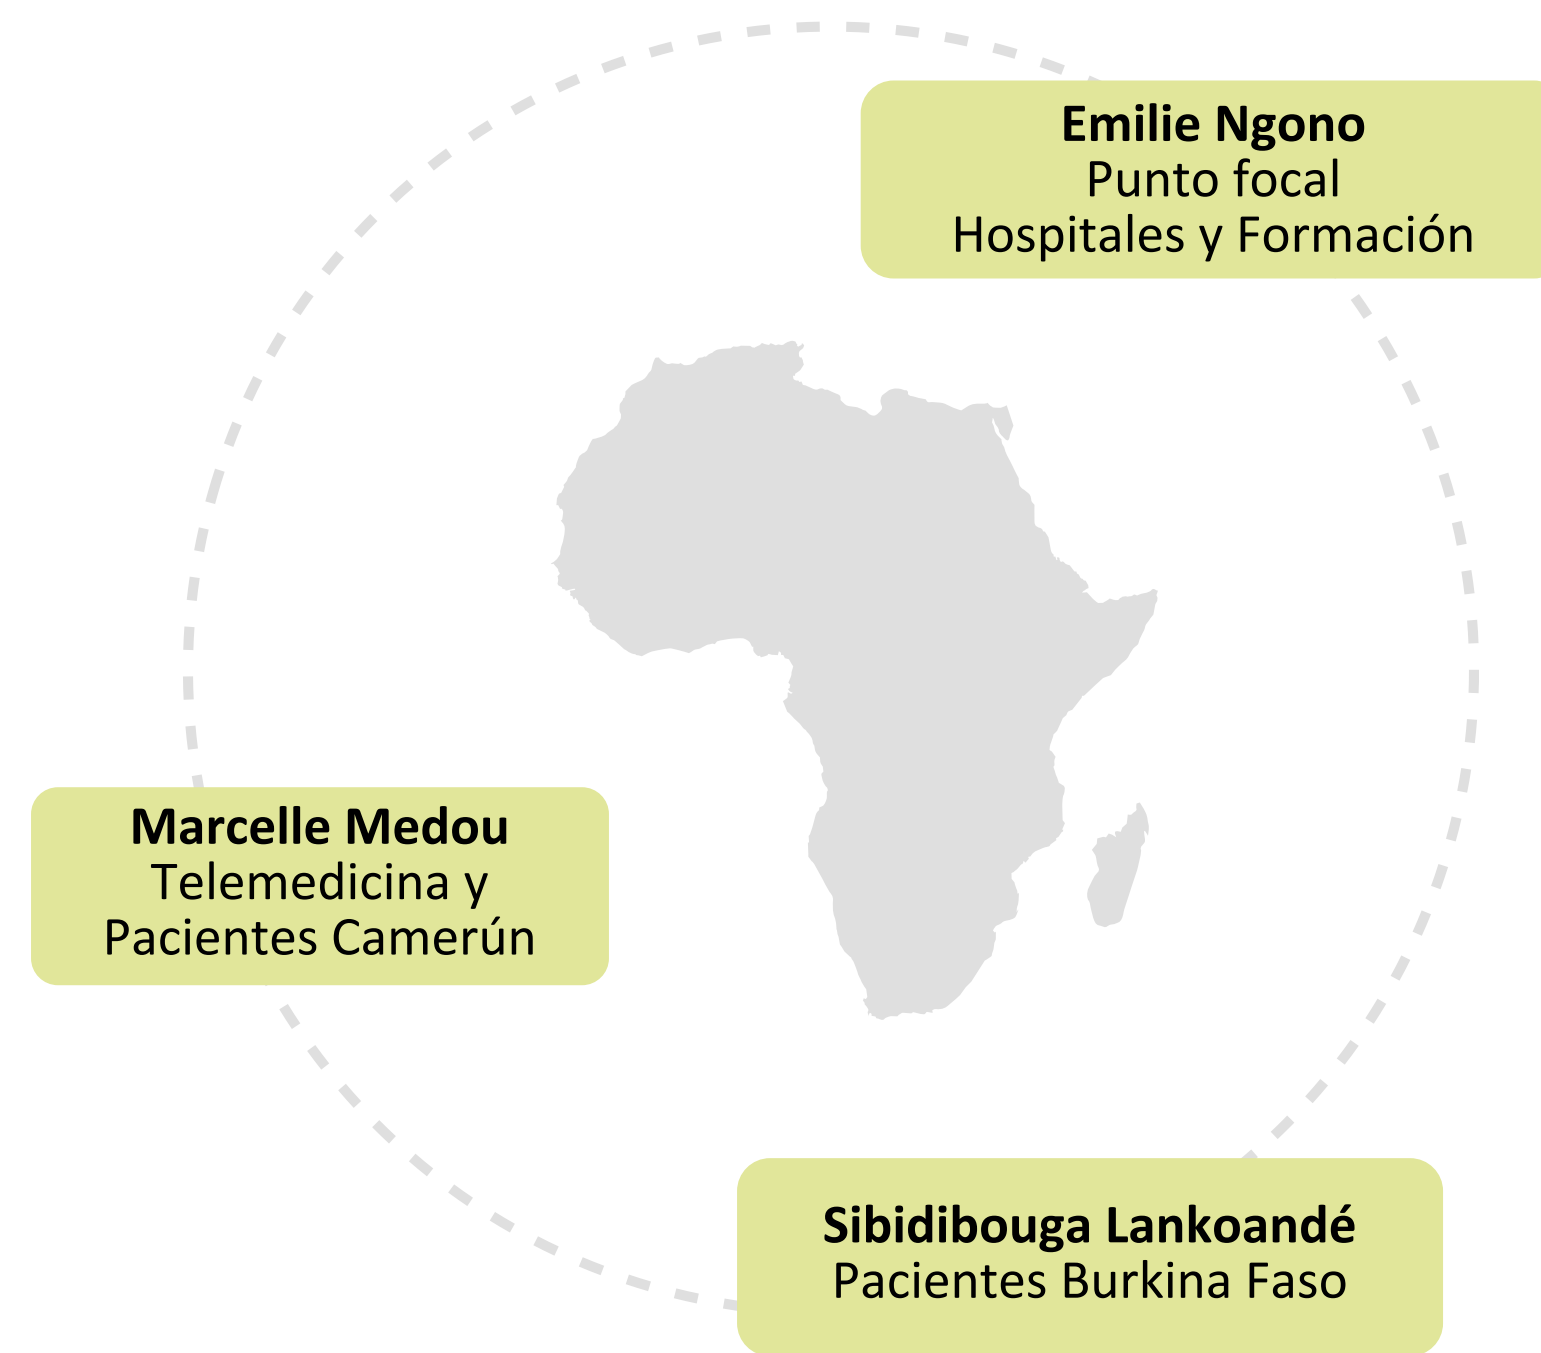 Emilie Ngono
Punto focal
Hospitales y Formación
Marcelle Medou
Telemedicina y
Pacientes Camerún
Sibidibouga Lankoandé
Pacientes Burkina Faso